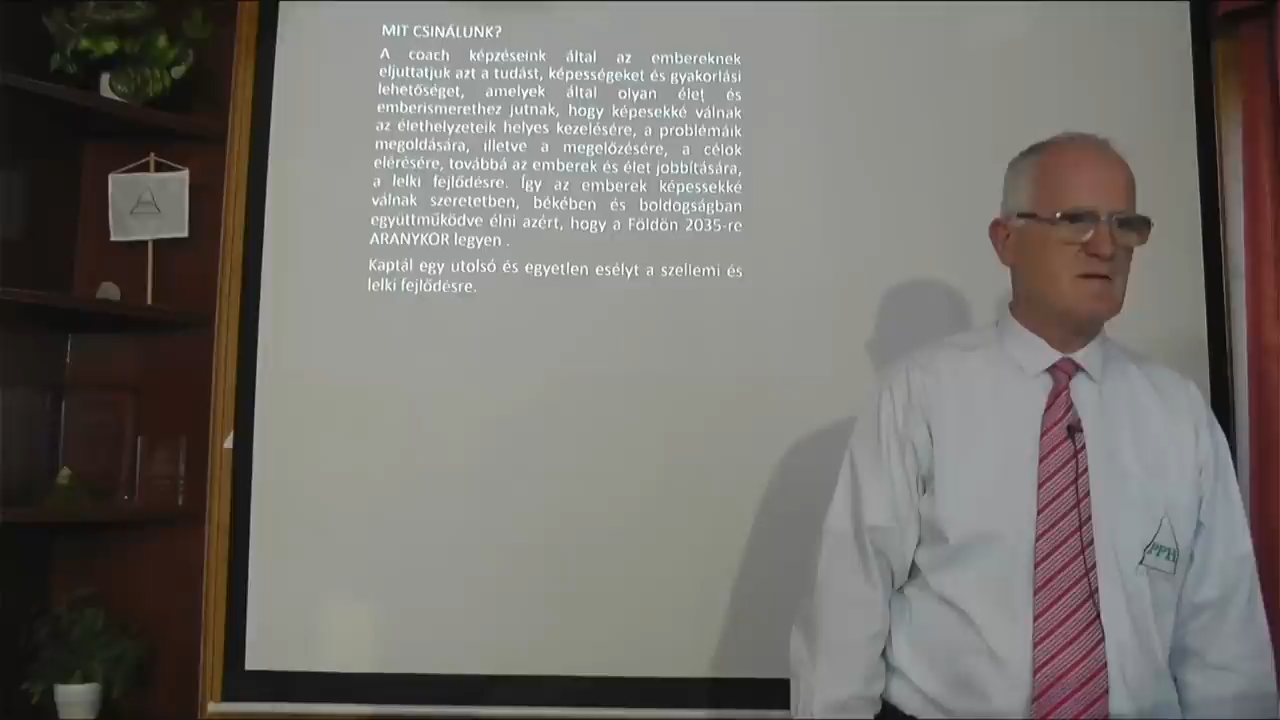 MIT CSINÁLUNK?
A coach képzéseink által az embereknek
eljuttatjuk azt a tudást, képességeket és gyakorlási
lehetőséget, amelyek által olyan élet és
emberismerethez jutnak, hogy képesekké válnak
az élethelyzeteik helyes kezelésére, a problémáik
megoldására, illetve a megelőzésére, a célok
elérésére, továbbá az emberek és élet jobbítására,
a lelki fejlődésre. Így az emberek képessekké
válnak szeretetben, békében és boldogságban
együttműködve élni azért, hogy a Földön 2035-re
ARANYKOR legyen .
Kaptál egy utolsó és egyetlen esélyt a szellemi és
lelki fejlődésre.
PPH